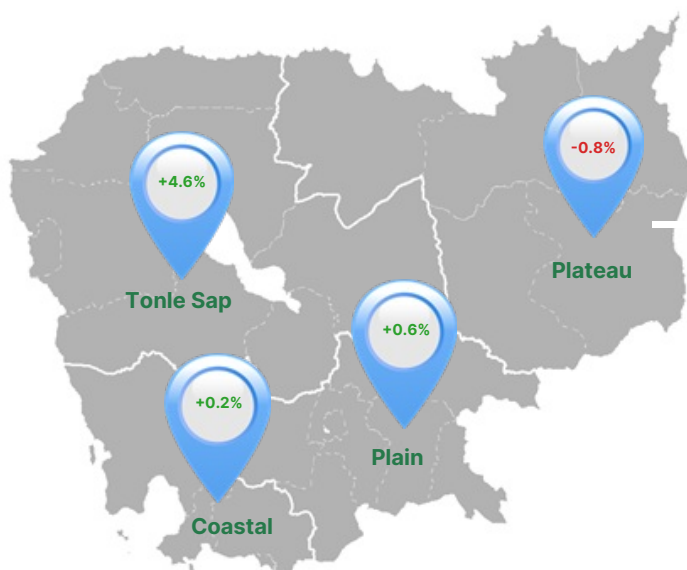 -0.8%
Plateau
+4.6%
Tonle Sap
+0.6%
Plain
+0.2%
Coastal